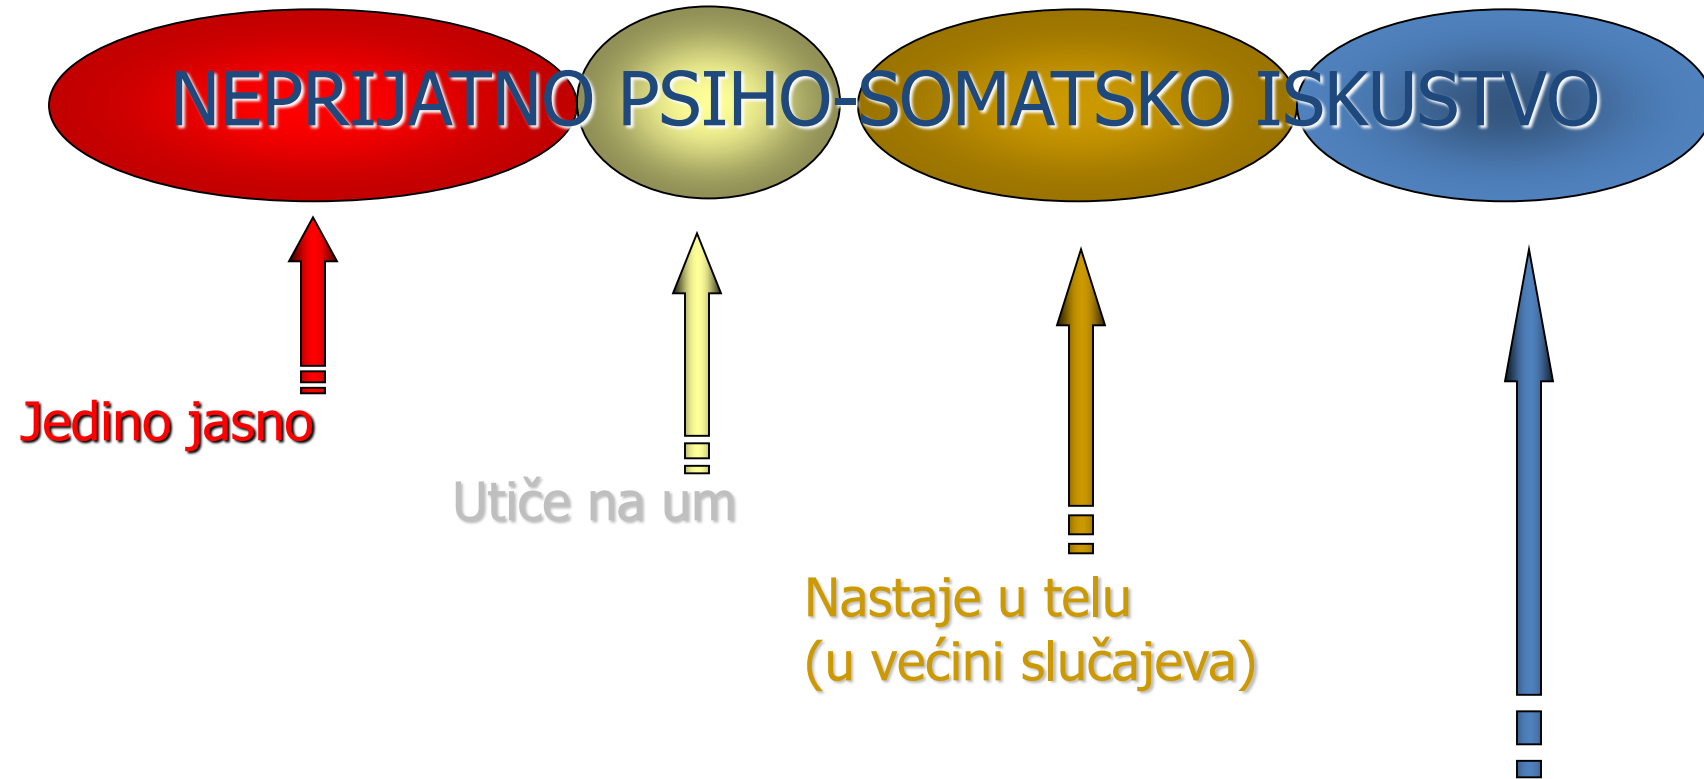 NEPRIJATNO PSIHO-SOMATSKO ISKUSTVO
Jedino jasno
Utiče na um
Nastaje u telu
(u većini slučajeva)